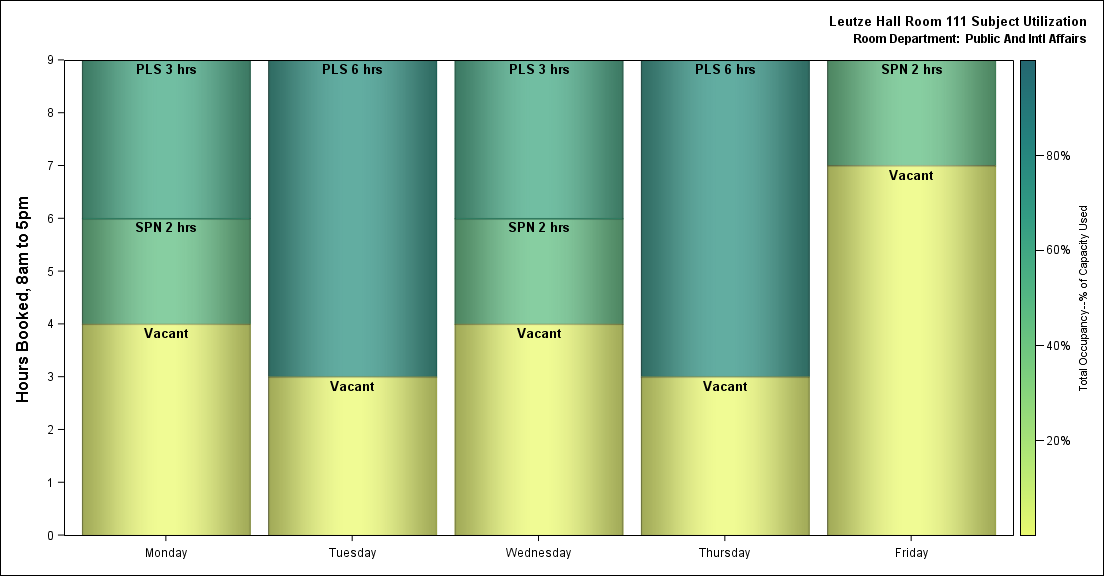 Leutze Hall Room 111 Subject Utilization
Room Department: Public And Intl Affairs
Hours Booked, 8am to 5pm
9
8
7
6
5
4
3
2
1
0
PLS 3 hrs
SPN 2 hrs
Vacant
PLS 6 hrs
Vacant
PLS 3 hrs
SPN 2 hrs
Vacant
PLS 6 hrs
Vacant
SPN 2 hrs
Vacant
Monday
Tuesday
Wednesday
Thursday
Friday
80%
60%
40%
20%
Total Occupancy--% of Capacity Used